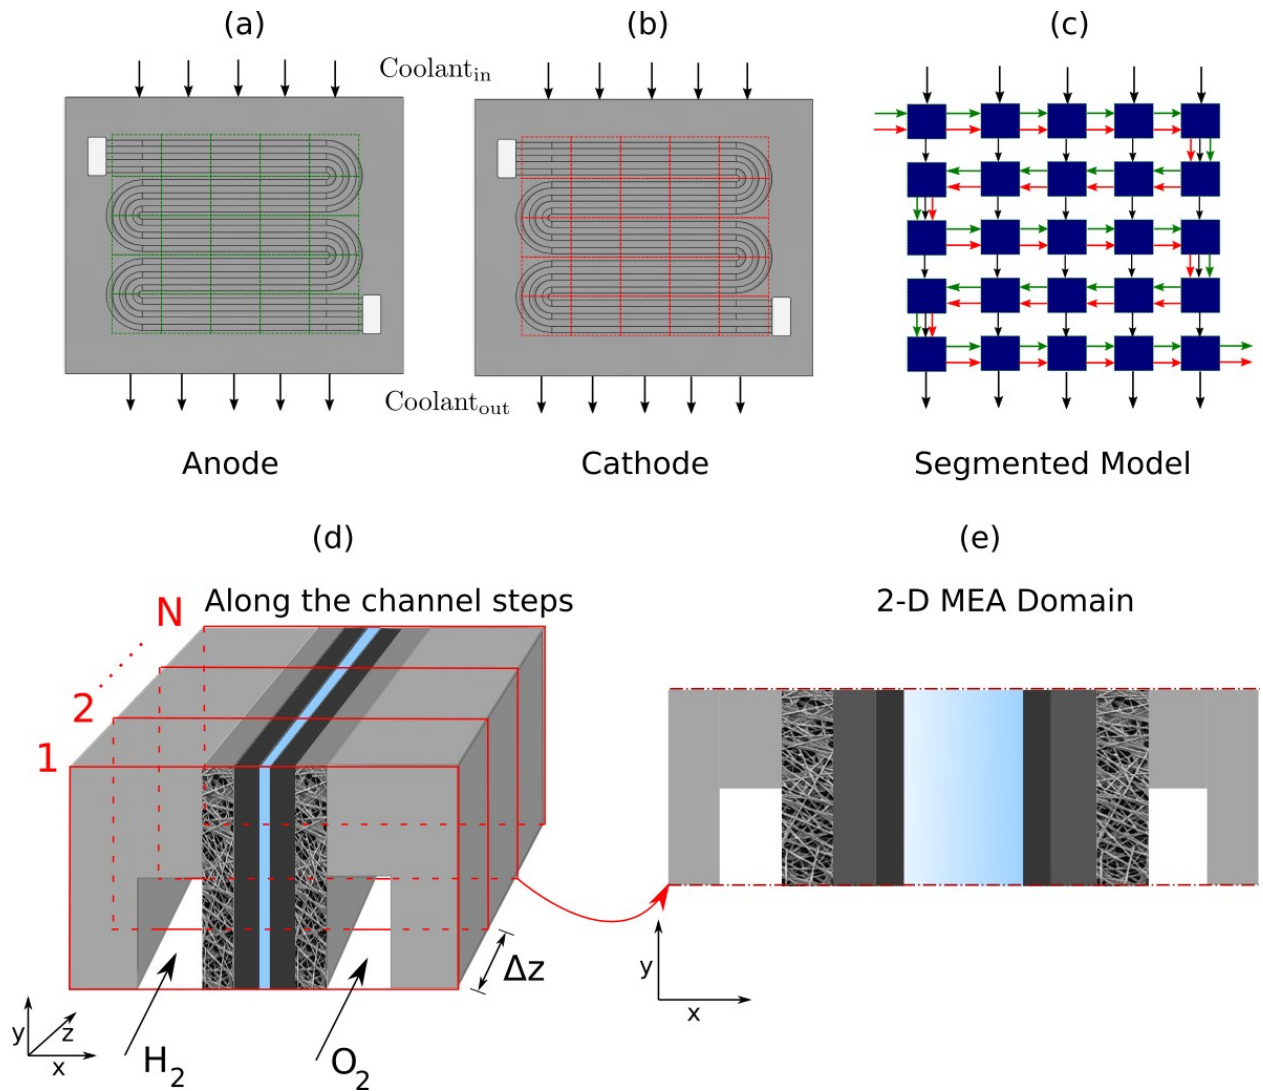 (a)
(b)
(c)
Coolant_in
Coolant_out
Anode
Cathode
Segmented Model
(d)
(e)
Along the channel steps
2-D MEA Domain
N
2
1
Δz
y
z
x
H₂
O₂
y
x